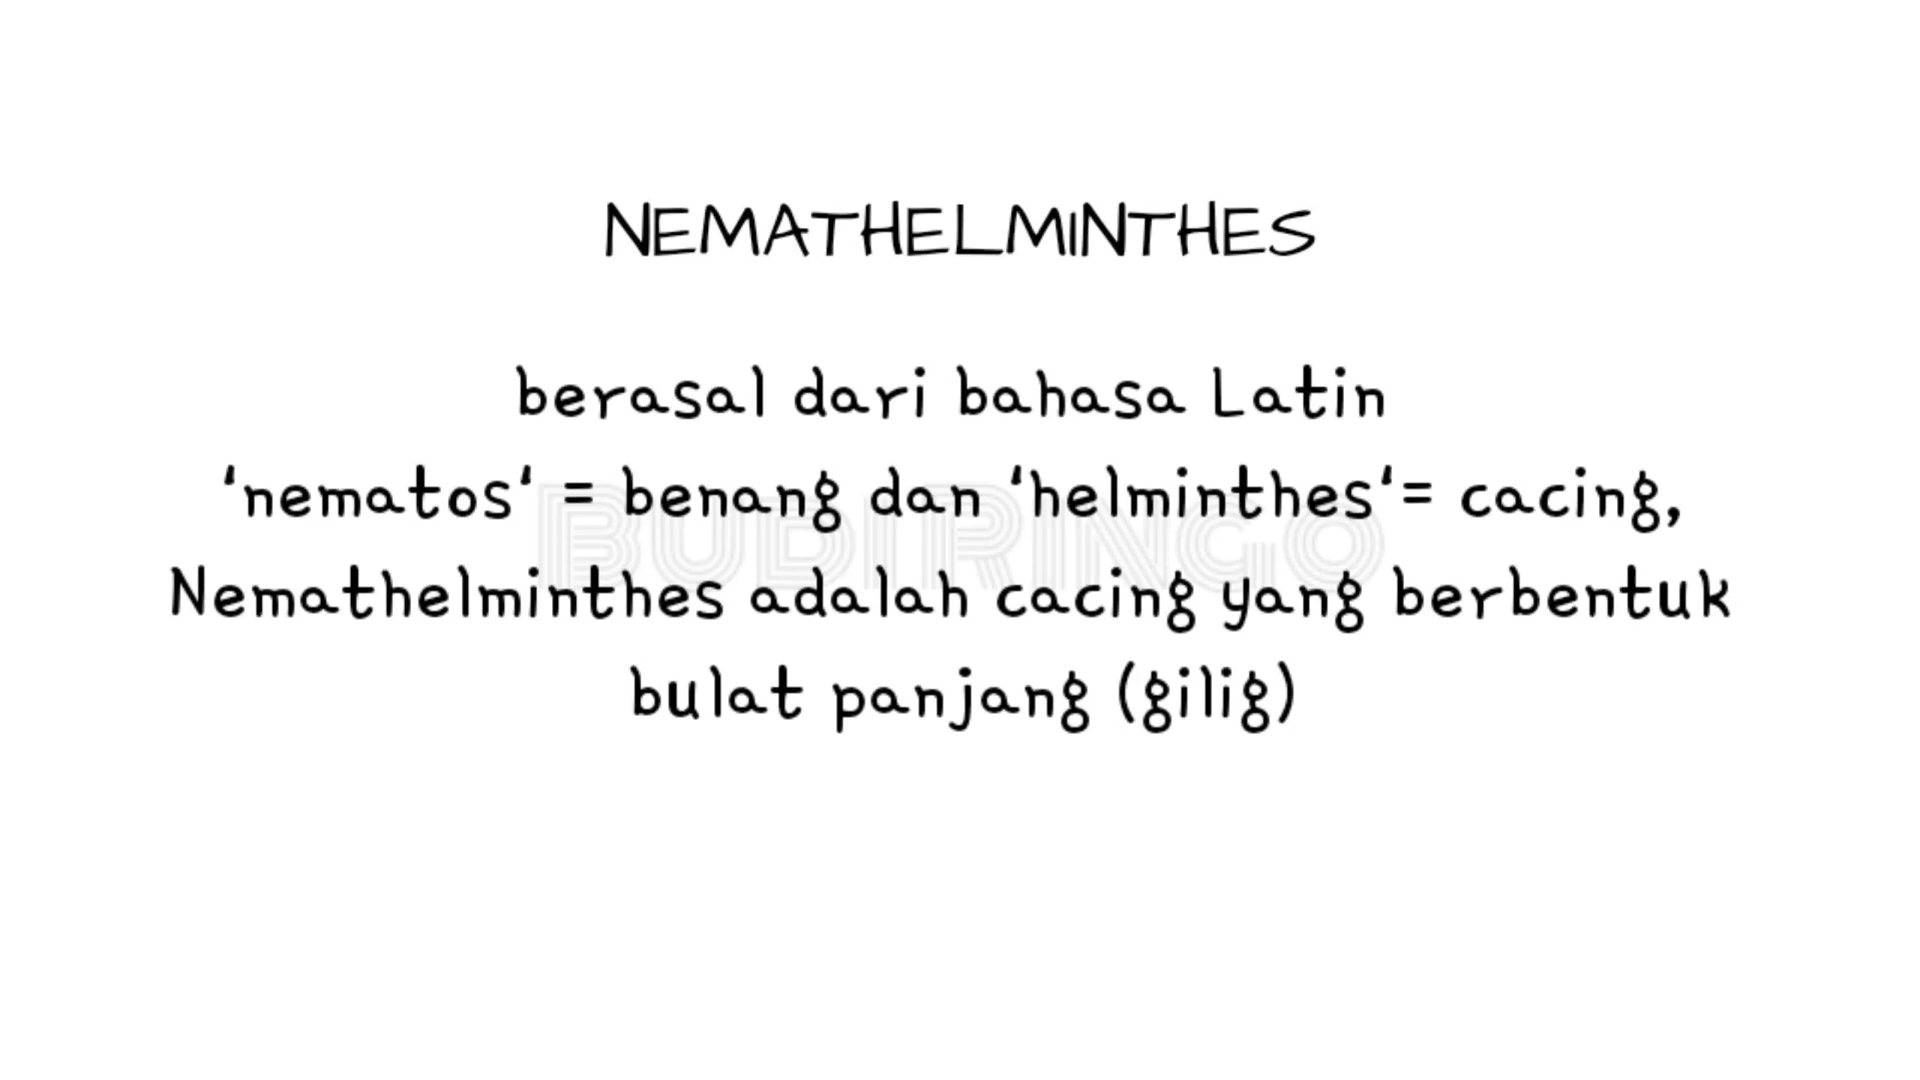 NEMATHELMINTHES
berasal dari bahasa Latin
‘nematos‘ = benang dan ‘helminthes‘= cacing,
BUDIRINGO
Nemathelminthes adalah cacing yang berbentuk
bulat panjang (gilig)